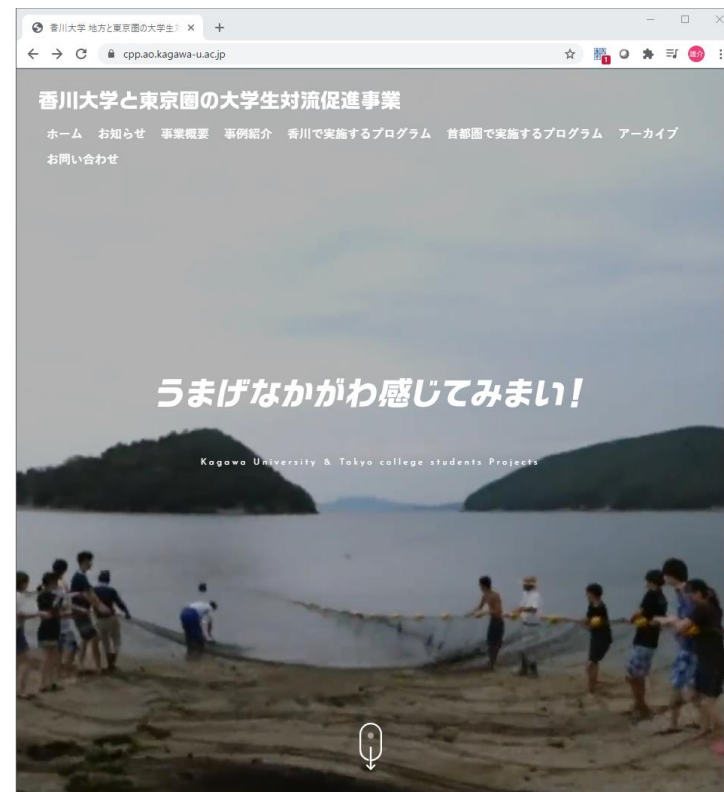 香川大学 地方と東京圏の大学生
cpp.ao.kagawa-u.ac.jp
1
雄介
香川大学と東京圏の大学生対流促進事業
ホーム お知らせ 事業概要 事例紹介 香川で実施するプログラム 首都圏で実施するプログラム アーカイブ
お問い合わせ
うまげなかがわ感じてみまい!
Kagawa University & Tokyo college students Projects